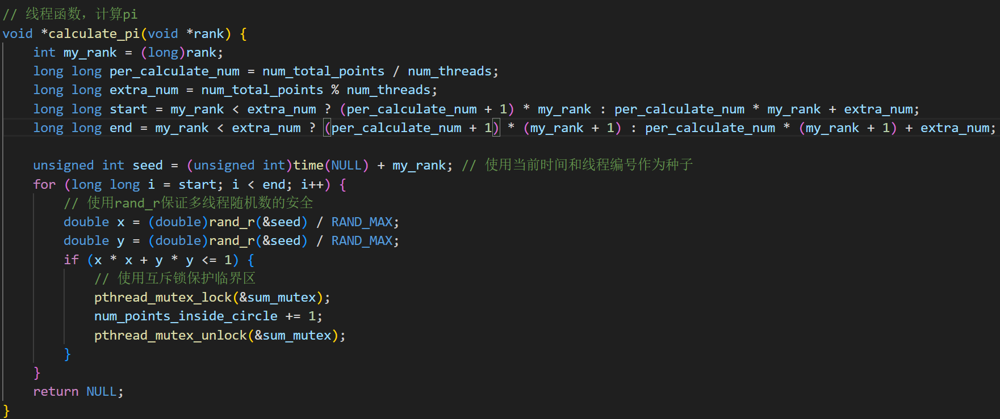 // 线程函数，计算pi
void *calculate_pi(void *rank) {
    int my_rank = (long)rank;
    long long per_calculate_num = num_total_points / num_threads;
    long long extra_num = num_total_points % num_threads;
    long long start = my_rank < extra_num ? (per_calculate_num + 1) * my_rank : per_calculate_num * my_rank + extra_num;
    long long end = my_rank < extra_num ? (per_calculate_num + 1) * (my_rank + 1) : per_calculate_num * (my_rank + 1) + extra_num;

    unsigned int seed = (unsigned int)time(NULL) + my_rank; // 使用当前时间和线程编号作为种子
    for (long long i = start; i < end; i++) {
        // 使用rand_r保证多线程随机数的安全
        double x = (double)rand_r(&seed) / RAND_MAX;
        double y = (double)rand_r(&seed) / RAND_MAX;
        if (x * x + y * y <= 1) {
            // 使用互斥锁保护临界区
            pthread_mutex_lock(&sum_mutex);
            num_points_inside_circle += 1;
            pthread_mutex_unlock(&sum_mutex);
        }
    }
    return NULL;
}